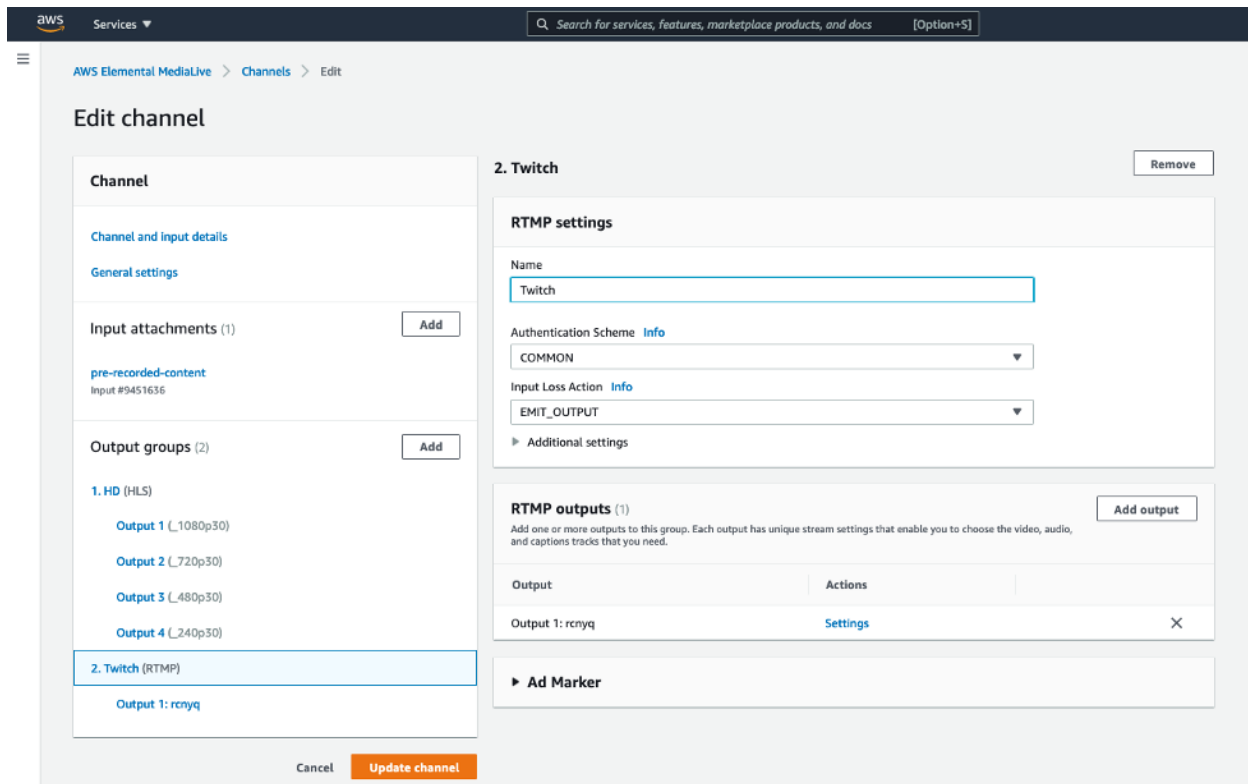 aws Services Search for services, features, marketplace products, and docs [Option+S]
AWS Elemental MediaLive > Channels > Edit
Edit channel
Channel
Channel and input details
General settings
Input attachments (1) Add
pre-recorded-content
Input #9451636
Output groups (2) Add
1. HD (HLS)
Output 1 (_1080p30)
Output 2 (_720p30)
Output 3 (_480p30)
Output 4 (_240p30)
2. Twitch (RTMP)
Output 1: rcnyq
Cancel Update channel
2. Twitch Remove
RTMP settings
Name
Twitch
Authentication Scheme Info
COMMON
Input Loss Action Info
EMIT_OUTPUT
Additional settings
RTMP outputs (1) Add output
Add one or more outputs to this group. Each output has unique stream settings that enable you to choose the video, audio,
and captions tracks that you need.
Output Actions
Output 1: rcnyq Settings
Ad Marker